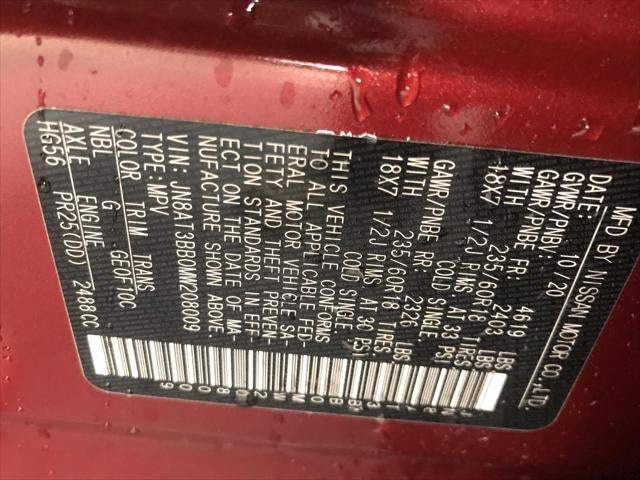 MFD BY NISSAN MOTOR CO.,LTD.
DATE: 10/20
GVWR/PNBV: 4619 LBS
GAWR/PNBE FR: 2403 LBS
WITH 235/60R18 TIRES
18X7 1/2J RIMS AT 33 PSI
COLD SINGLE
GAWR/PNBE RR: 2326 LBS
WITH 235/60R18 TIRES
18X7 1/2J RIMS AT 30 PSI
COLD SINGLE
THIS VEHICLE CONFORMS
TO ALL APPLICABLE FED-
ERAL MOTOR VEHICLE SA-
FETY AND THEFT PREVEN-
TION STANDARDS IN EFF-
ECT ON THE DATE OF MA-
NUFACTURE SHOWN ABOVE.
VIN:JN8AT3BB0MW200009
TYPE:MPV
COLOR TRIM TRANS
NBL G GE0F10C
AXLE ENGINE
HG56 PR25(DD) 2488CC
JN8AT3BB0MW200009